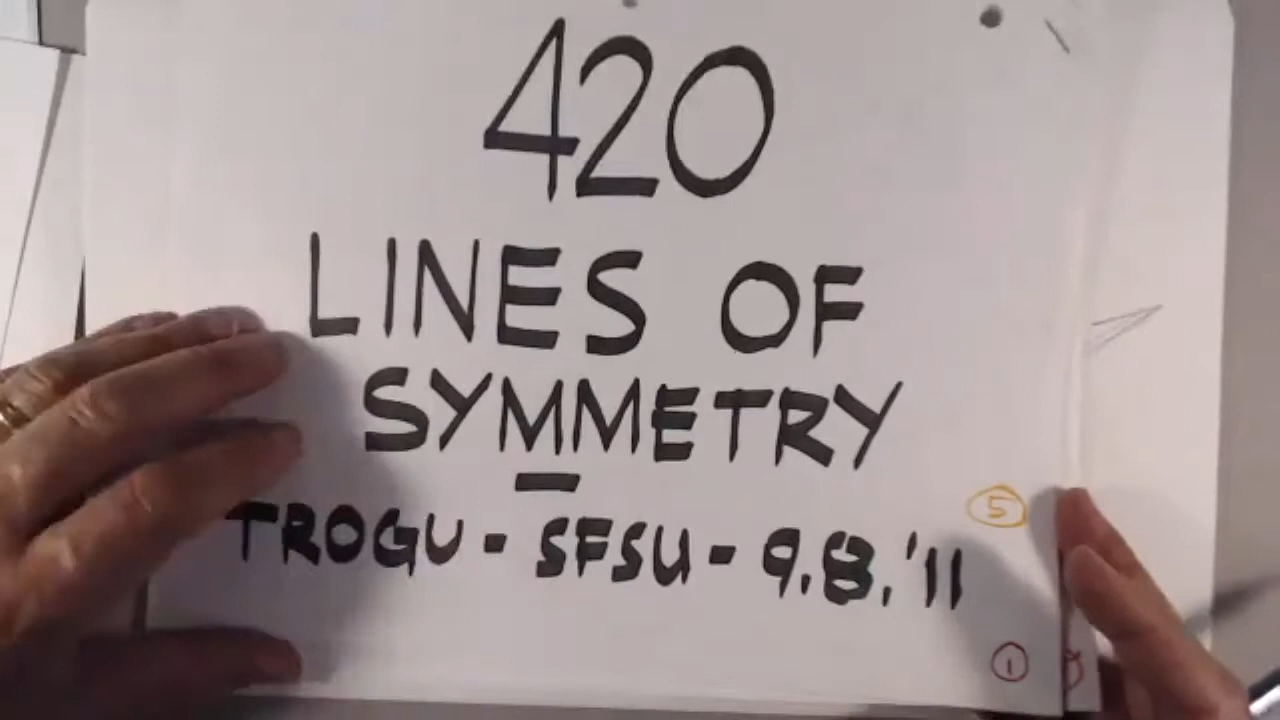 420
LINES OF
SYMMETRY
TROGU - SFSU - 9.8.'11
5
1